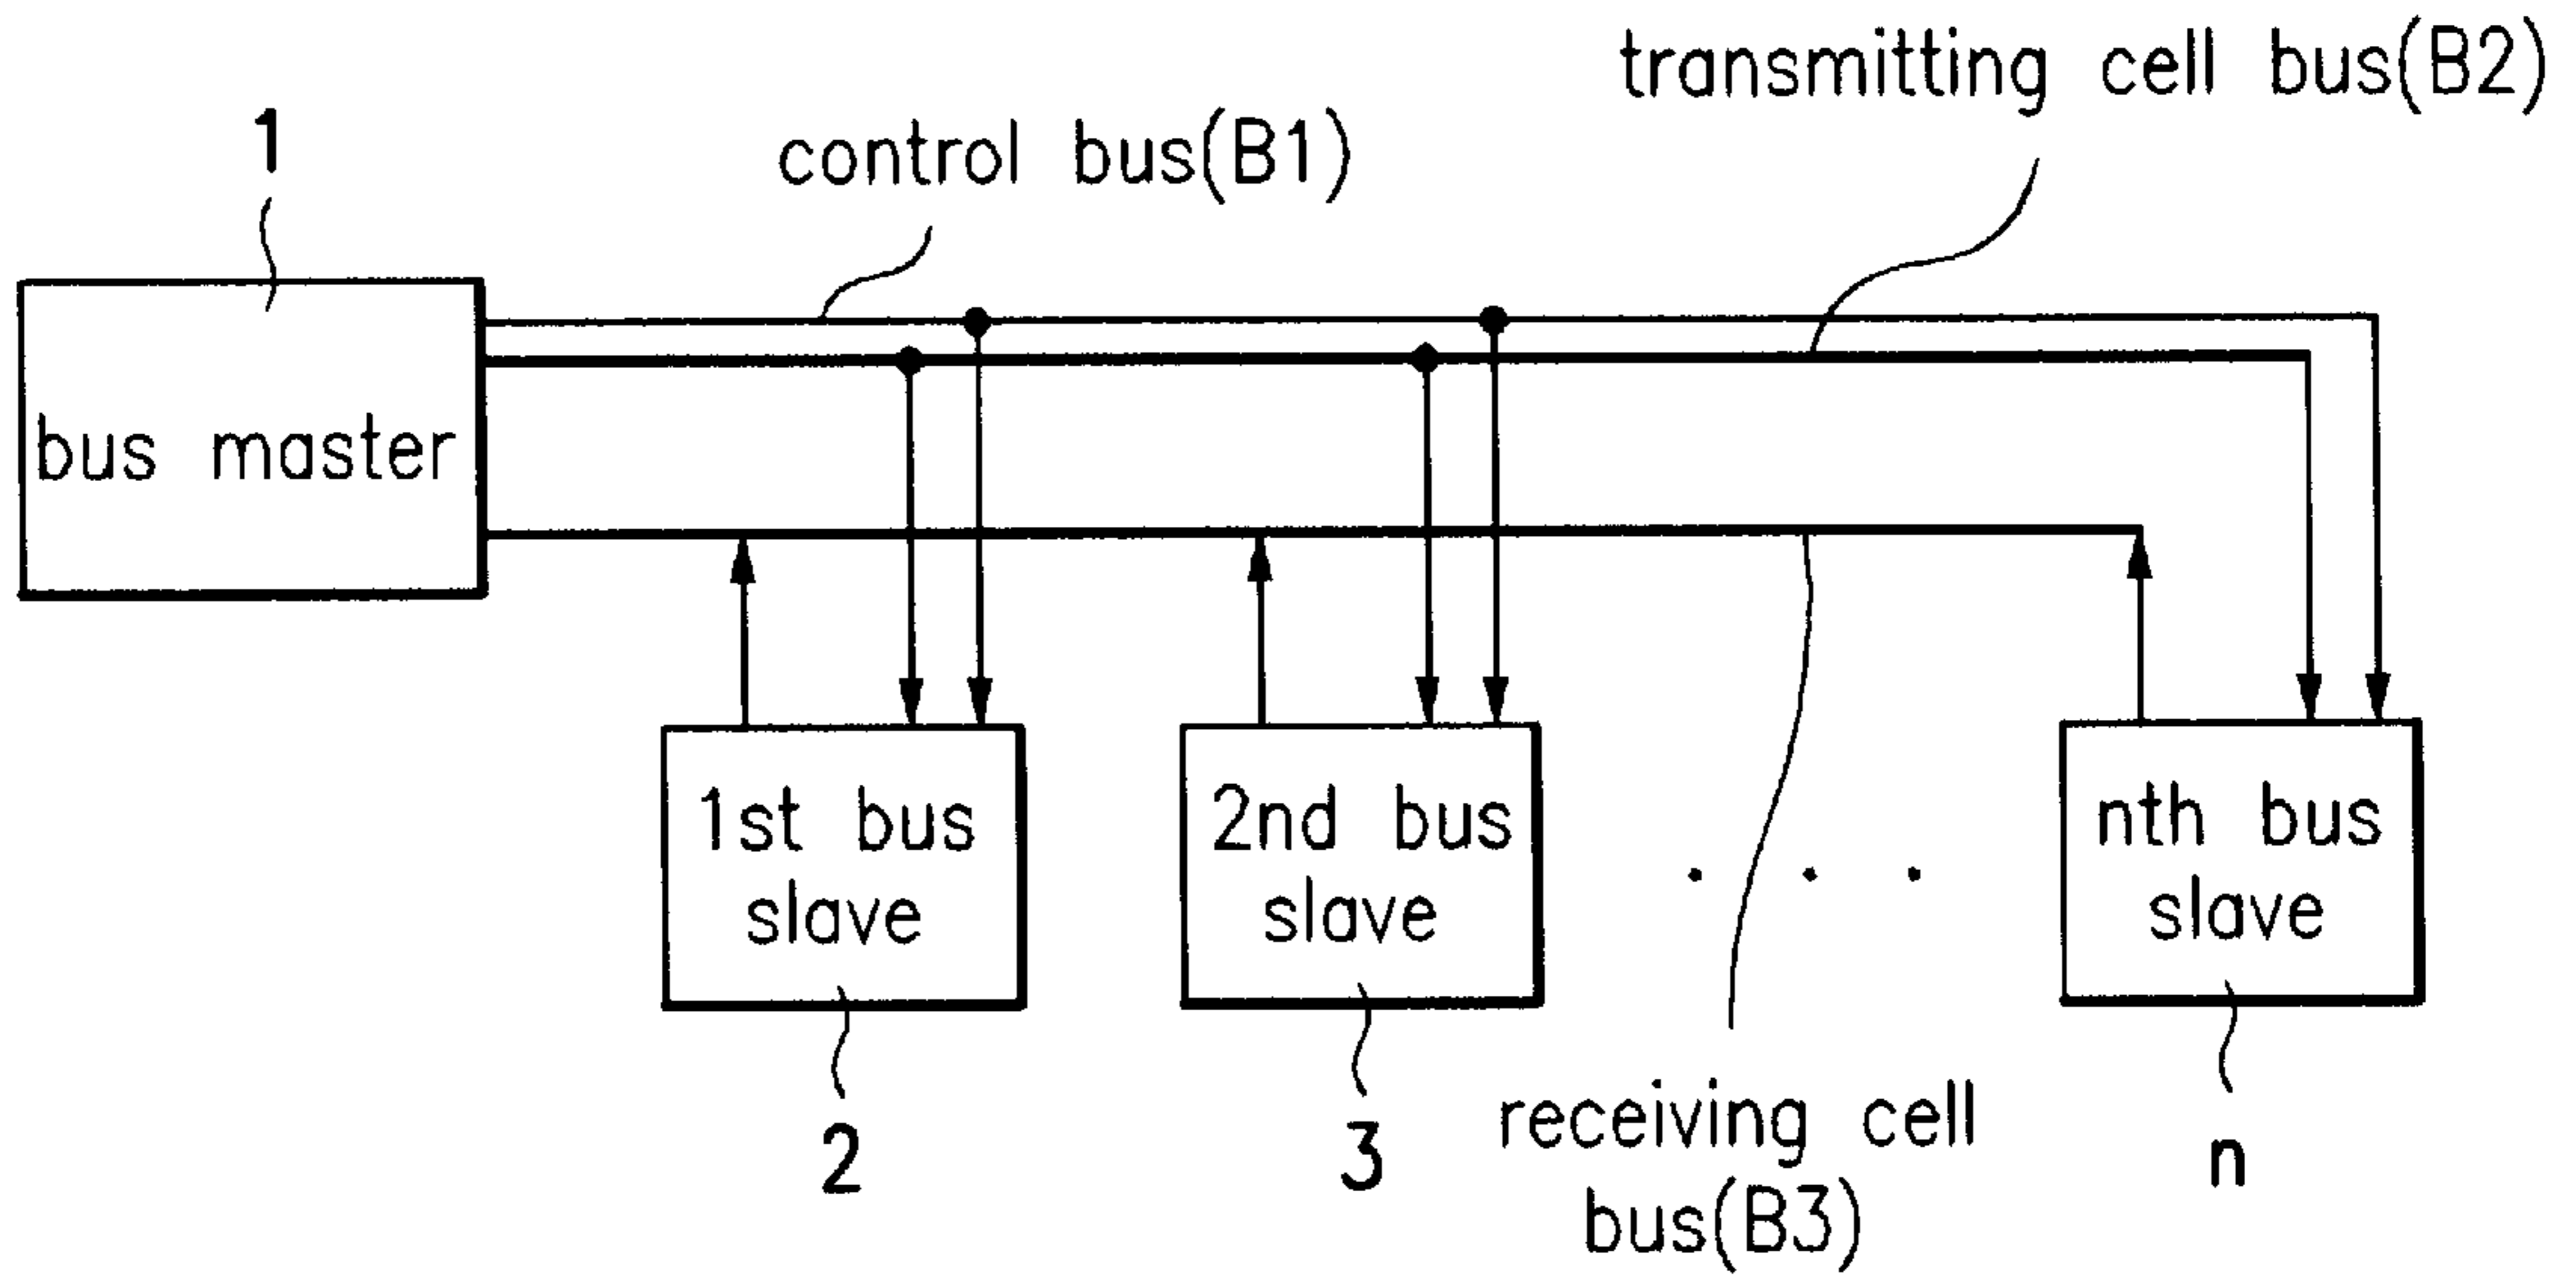 transmitting cell bus(B2)
control bus(B1)
1
bus master
1st bus
slave
2nd bus
slave
. . .
nth bus
slave
2
3
n
receiving cell
bus(B3)